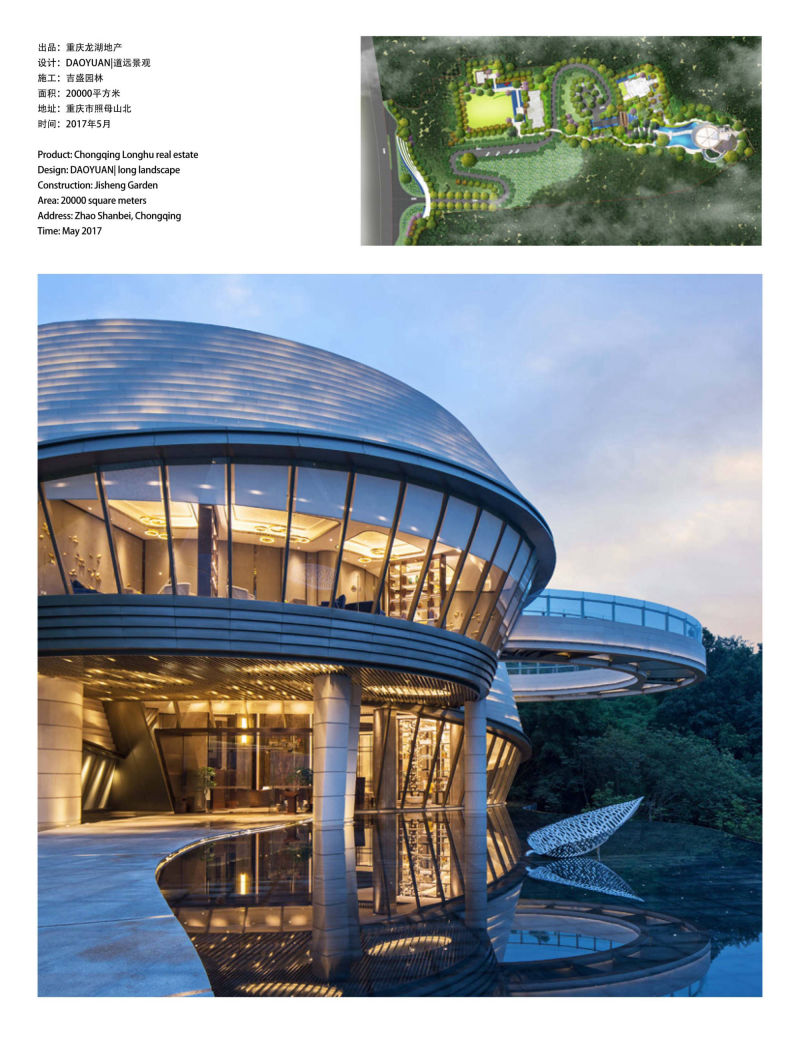 出品：重庆龙湖地产
设计：DAOYUAN|道远景观
施工：吉盛园林
面积：20000平方米
地址：重庆市照母山北
时间：2017年5月
Product: Chongqing Longhu real estate
Design: DAOYUAN| long landscape
Construction: Jisheng Garden
Area: 20000 square meters
Address: Zhao Shanbei, Chongqing
Time: May 2017